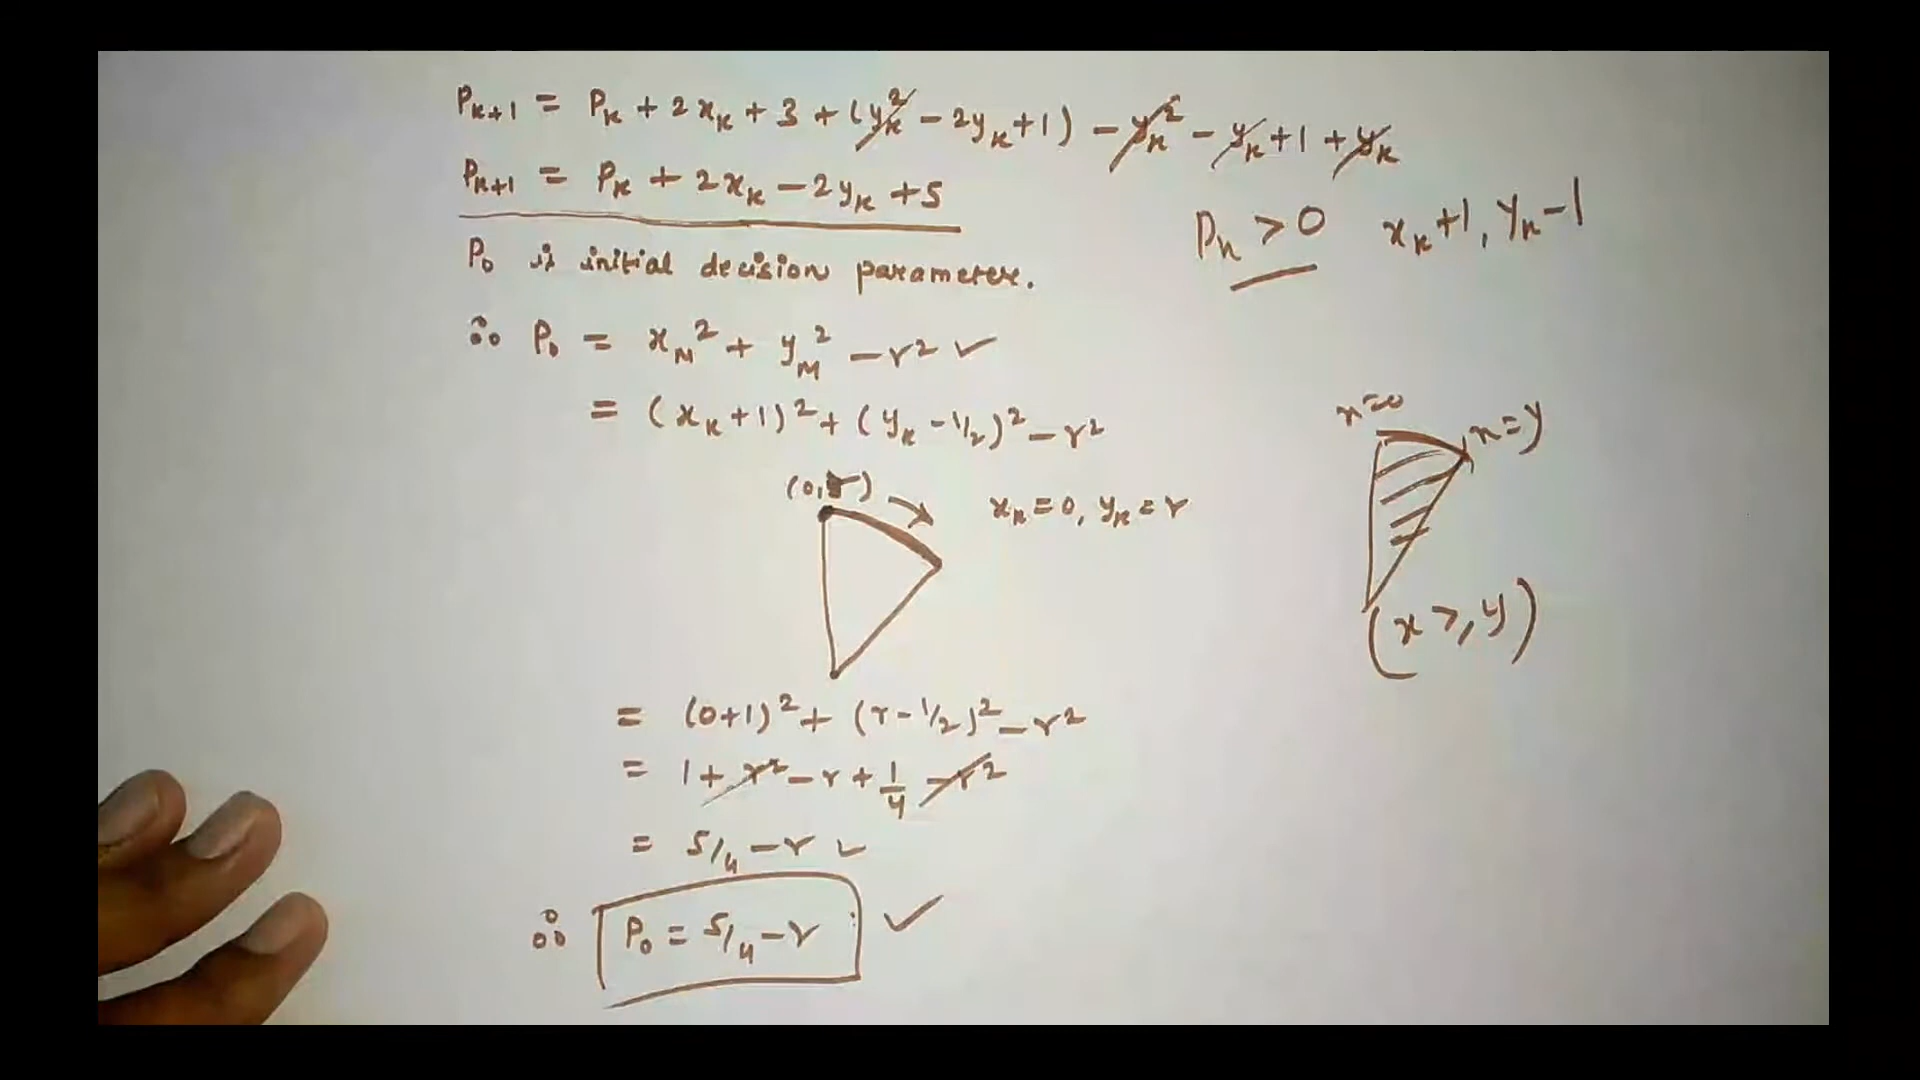 Pk+1 = Pk + 2xk + 3 + (yk² - 2yk + 1) - yk² - yk + 1 + yk
Pk+1 = Pk + 2xk - 2yk + 5
Pk > 0 xk+1, yk-1
P0 is initial decision parameter.
∴ P0 = xM² + yM² - r² ✓
= (xk + 1)² + (yk - 1/2)² - r²
x=0
x=y
(0,r)
xk = 0, yk = r
(x >, y)
= (0+1)² + (r - 1/2)² - r²
= 1 + r² - r + 1/4 - r²
= 5/4 - r ✓
∴ P0 = 5/4 - r ✓